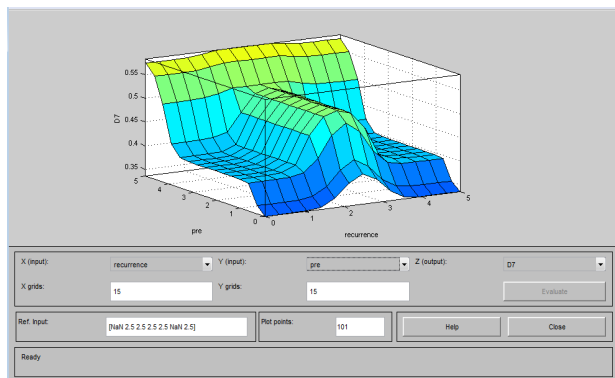 0.55
0.5
0.45
0.4
0.35
D7
5
4
3
2
1
0
pre
0
1
2
3
4
5
recurrence
X (input):
recurrence
Y (input):
pre
Z (output):
D7
X grids:
15
Y grids:
15
Evaluate
Ref. Input:
[NaN 2.5 2.5 2.5 2.5 NaN 2.5]
Plot points:
101
Help
Close
Ready